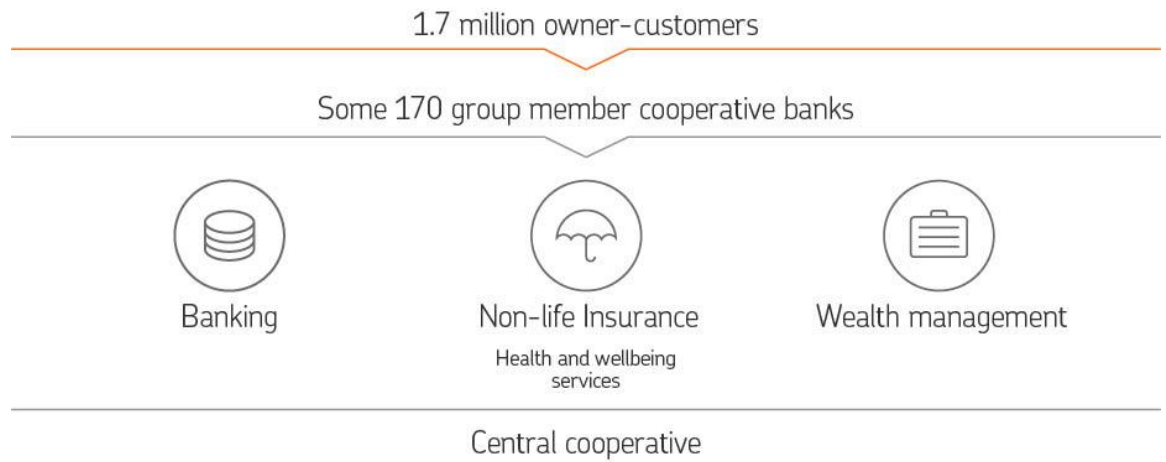 1.7 million owner-customers
Some 170 group member cooperative banks
Banking
Non-life Insurance
Wealth management
Health and wellbeing
services
Central cooperative